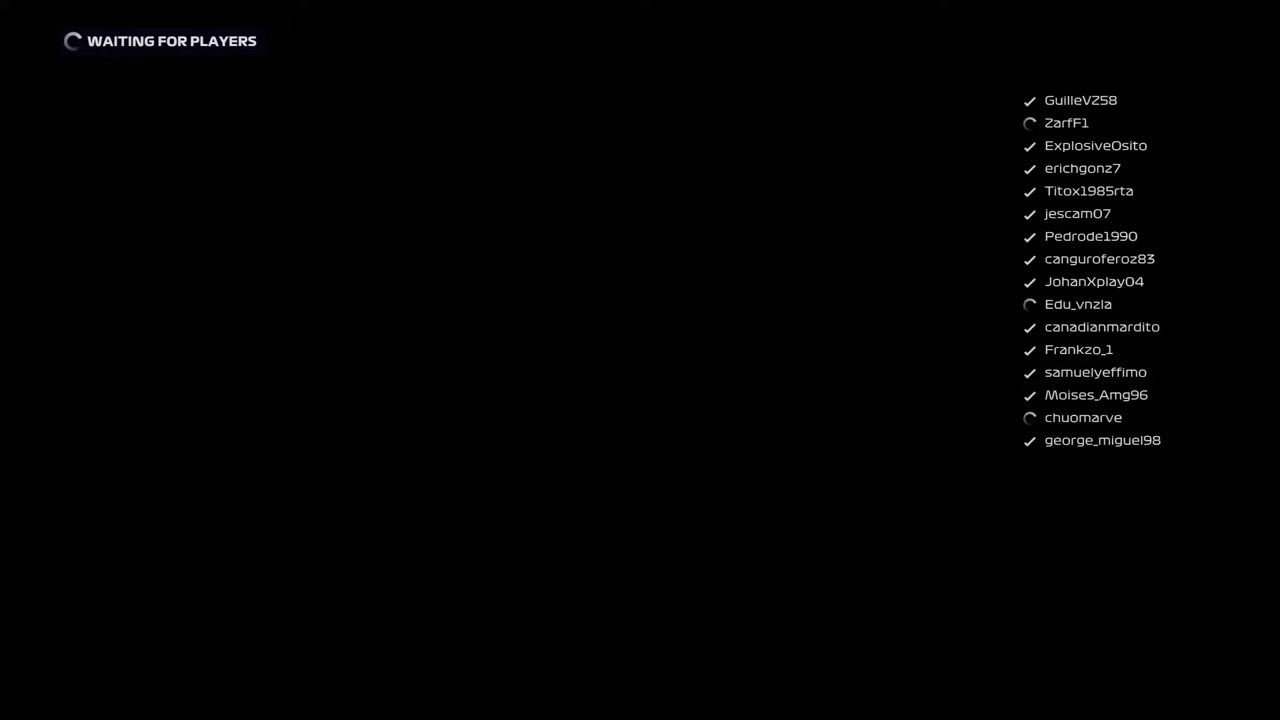 WAITING FOR PLAYERS
GuilleVZ58
ZarfF1
ExplosiveOsito
erichgonz7
Titox1985rta
jescam07
Pedrode1990
canguroferoz83
JohanXplay04
Edu_vnzla
canadianmardito
Frankzo_1
samuelyeffimo
Moises_Amg96
chuomarve
george_miguel98